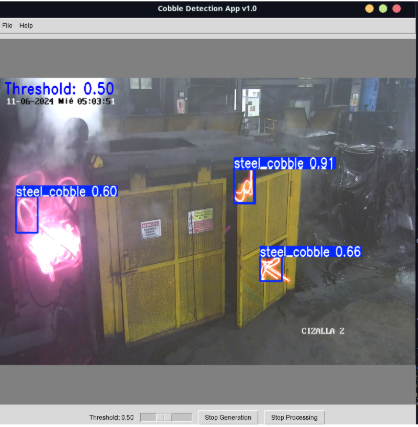 Cobble Detection App v1.0
File Help
Threshold: 0.50
11-06-2024 Mié 05:03:51
steel_cobble 0.91
steel_cobble 0.60
steel_cobble 0.66
CIZALLA 2
Threshold: 0.50 Stop Generation Stop Processing